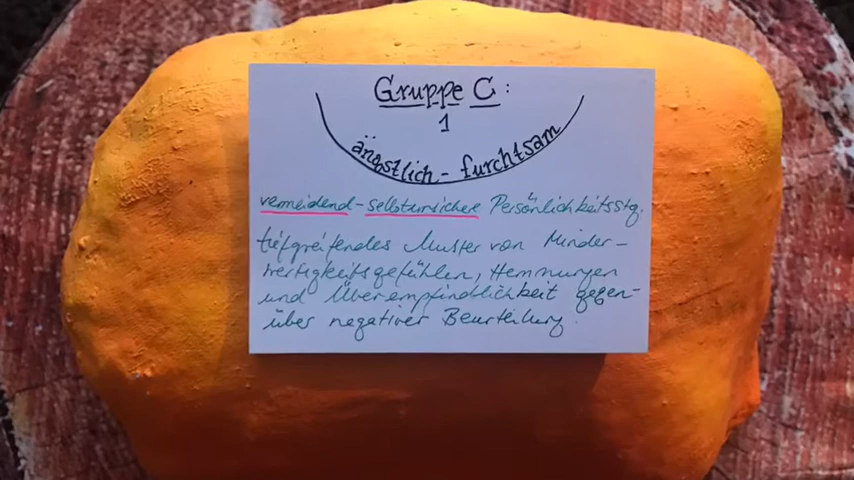 Gruppe C:
1
ängstlich-furchtsam
vermeidend-selbstunsichere Persönlichkeitsstg.
tiefgreifendes Muster von Minder-
wertigkeitsgefühlen, Hemmungen
und Überempfindlichkeit gegen-
über negativer Beurteilung.